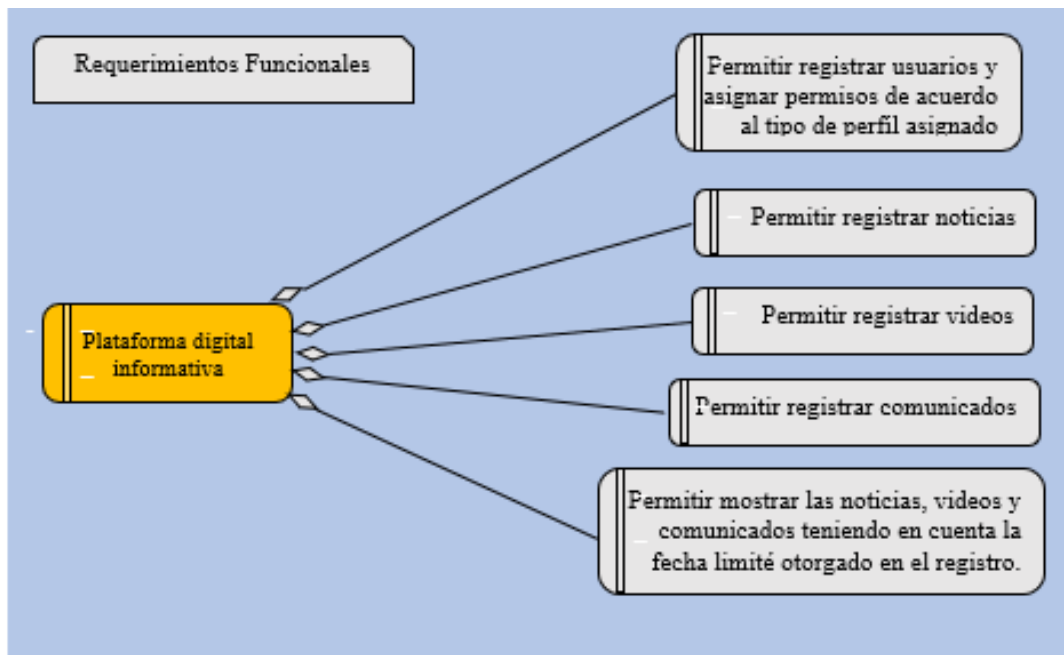 Requerimientos Funcionales
Permitir registrar usuarios y
asignar permisos de acuerdo
al tipo de perfil asignado
Permitir registrar noticias
Permitir registrar videos
Plataforma digital
informativa
Permitir registrar comunicados
Permitir mostrar las noticias, videos y
comunicados teniendo en cuenta la
fecha limité otorgado en el registro.